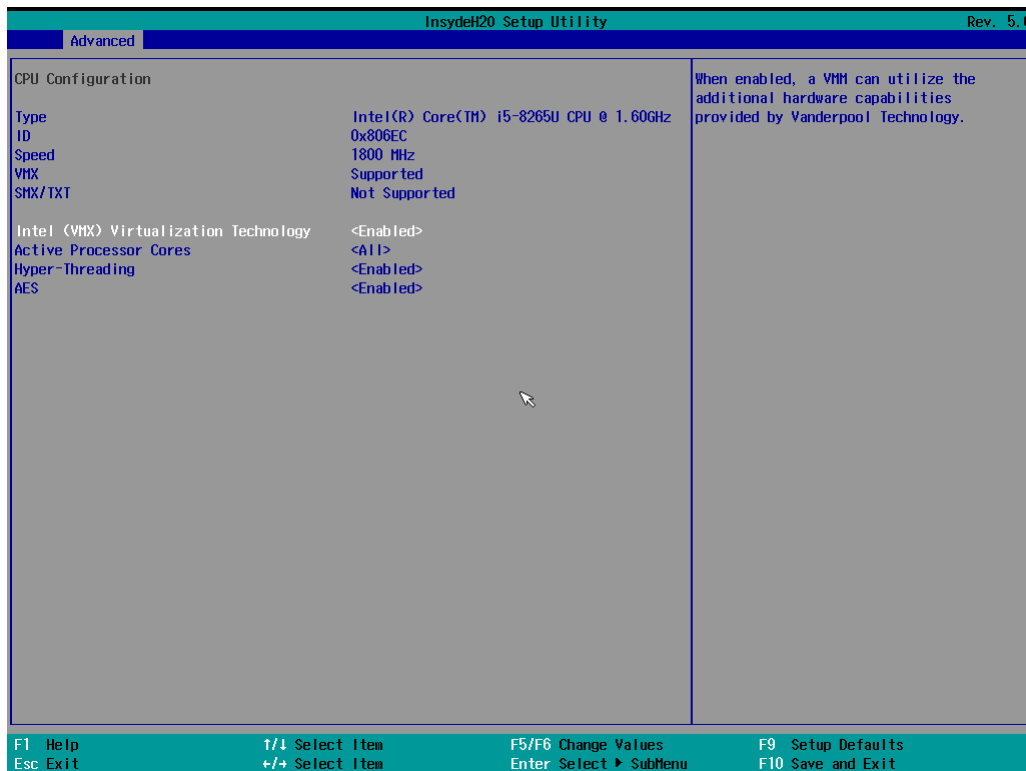 InsydeH20 Setup Utility Rev. 5.
Advanced
CPU Configuration
Type Intel(R) Core(TM) i5-8265U CPU @ 1.60GHz
ID 0x806EC
Speed 1800 MHz
VMX Supported
SMX/TXT Not Supported
Intel (VMX) Virtualization Technology <Enabled>
Active Processor Cores <All>
Hyper-Threading <Enabled>
AES <Enabled>
When enabled, a VMM can utilize the
additional hardware capabilities
provided by Vanderpool Technology.
F1 Help ↑/↓ Select Item F5/F6 Change Values F9 Setup Defaults
Esc Exit ←/→ Select Item Enter Select ▶ SubMenu F10 Save and Exit